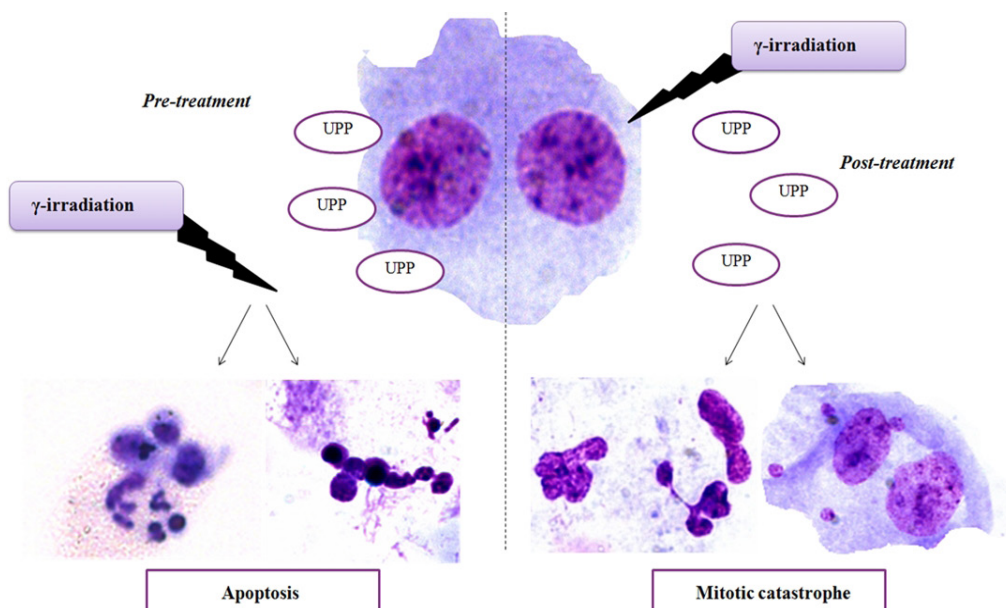 γ-irradiation
Pre-treatment
UPP
UPP
Post-treatment
UPP
γ-irradiation
UPP
UPP
UPP
Apoptosis
Mitotic catastrophe